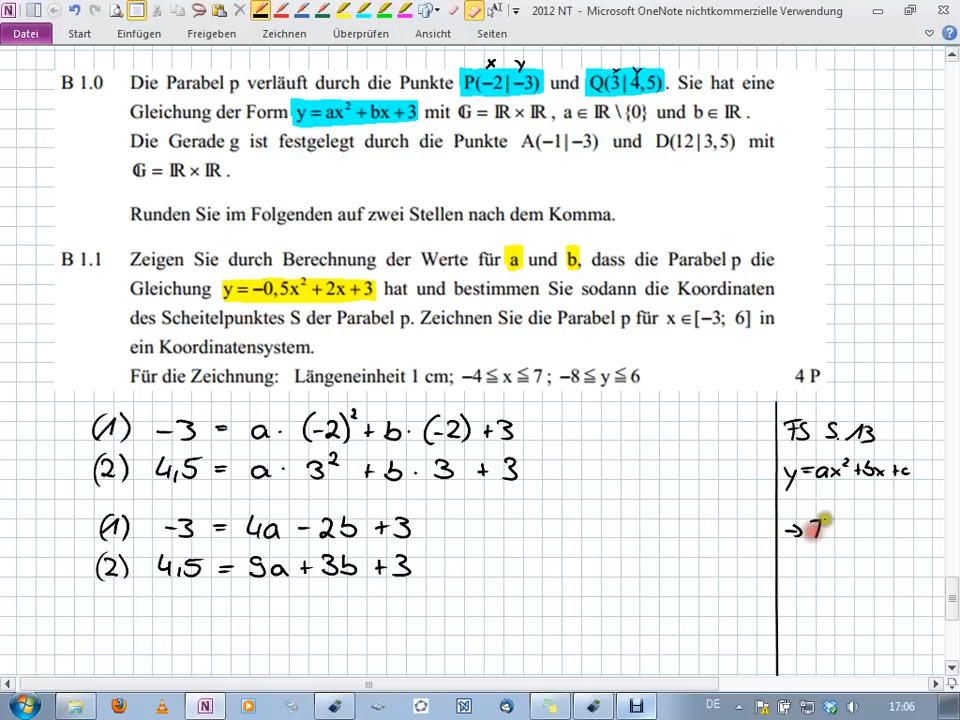 2012 NT - Microsoft OneNote nichtkommerzielle Verwendung
Datei Start Einfügen Freigeben Zeichnen Überprüfen Ansicht Seiten
x y y
B 1.0 Die Parabel p verläuft durch die Punkte P(−2|−3) und Q(3|4,5). Sie hat eine
Gleichung der Form y = ax² + bx + 3 mit 𝔾 = ℝ × ℝ, a ∈ ℝ \ {0} und b ∈ ℝ.
Die Gerade g ist festgelegt durch die Punkte A(−1|−3) und D(12|3,5) mit
𝔾 = ℝ × ℝ.
Runden Sie im Folgenden auf zwei Stellen nach dem Komma.
B 1.1 Zeigen Sie durch Berechnung der Werte für a und b, dass die Parabel p die
Gleichung y = −0,5x² + 2x + 3 hat und bestimmen Sie sodann die Koordinaten
des Scheitelpunktes S der Parabel p. Zeichnen Sie die Parabel p für x ∈ [−3; 6] in
ein Koordinatensystem.
Für die Zeichnung: Längeneinheit 1 cm; −4 ≦ x ≦ 7; −8 ≦ y ≦ 6 4 P
(1) -3 = a · (-2)² + b · (-2) + 3
(2) 4,5 = a · 3² + b · 3 + 3
(1) -3 = 4a - 2b + 3
(2) 4,5 = 9a + 3b + 3
FS S. 13
y = ax² + bx + c
→
DE 17:06